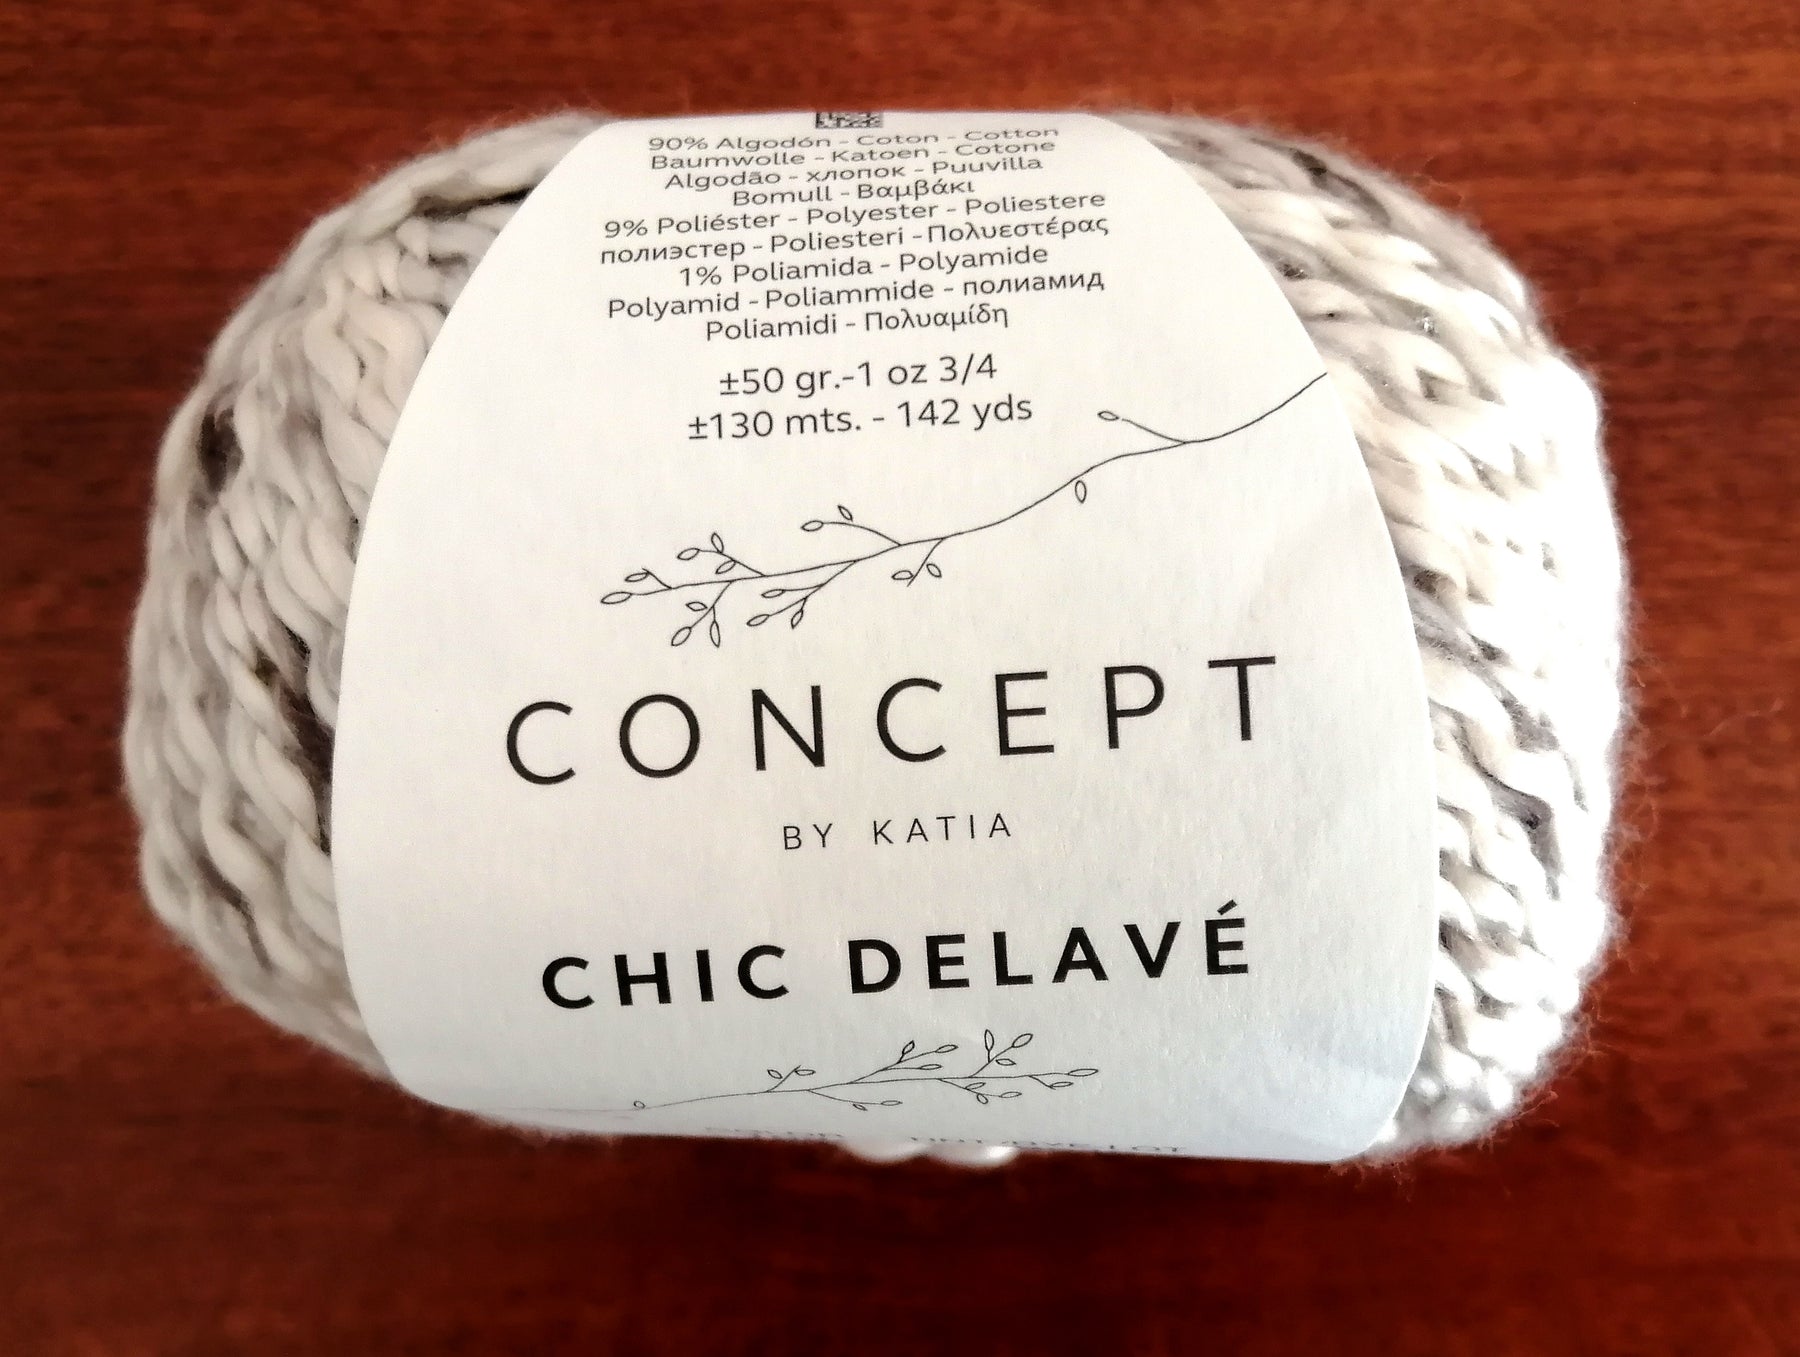 90% Algodón - Coton - Cotton
Baumwolle - Katoen - Cotone
Algodão - хлопок - Puuvilla
Bomull - Βαμβάκι
9% Poliéster - Polyester - Poliestere
полиэстер - Poliesteri - Πολυεστέρας
1% Poliamida - Polyamide
Polyamid - Poliammide - полиамид
Poliamidi - Πολυαμίδη
±50 gr.-1 oz 3/4
±130 mts. - 142 yds
CONCEPT
BY KATIA
CHIC DELAVÉ